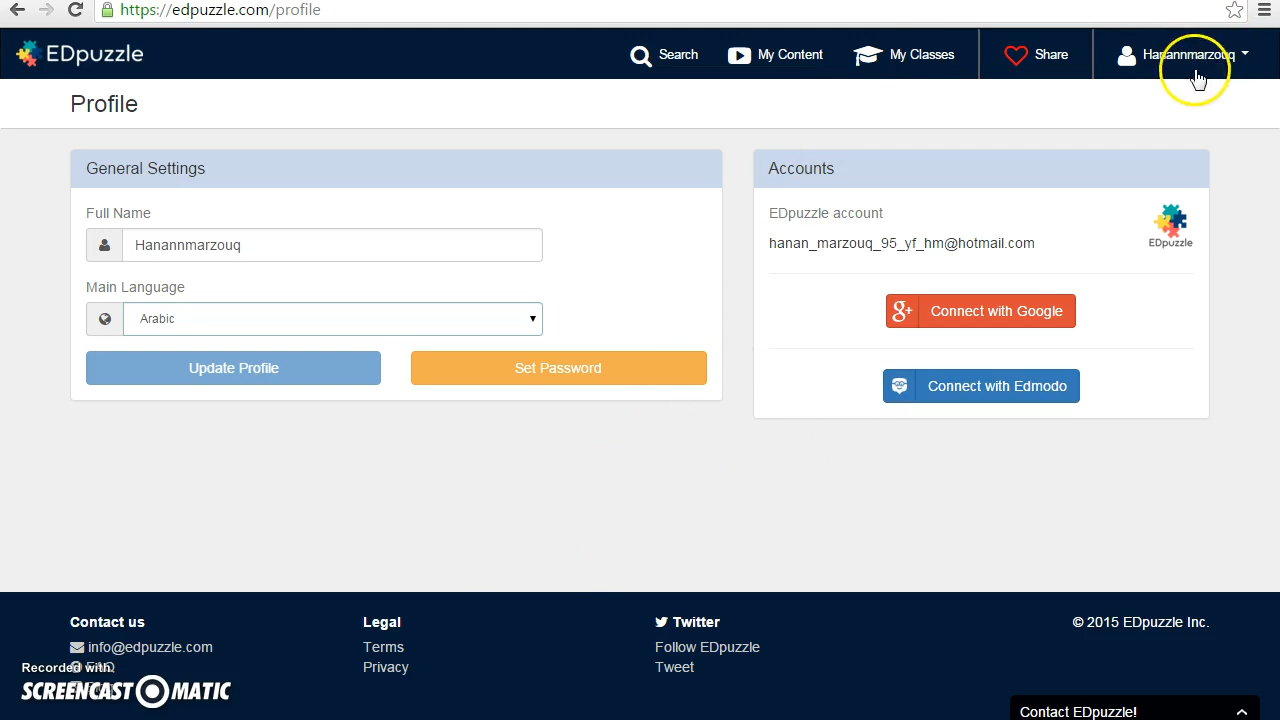 https://edpuzzle.com/profile
EDpuzzle
Search
My Content
My Classes
Share
Hanannmarzouq
Profile
General Settings
Full Name
Hanannmarzouq
Main Language
Arabic
Update Profile
Set Password
Accounts
EDpuzzle account
hanan_marzouq_95_yf_hm@hotmail.com
EDpuzzle
g+ Connect with Google
Connect with Edmodo
Contact us
info@edpuzzle.com
FAQ
Legal
Terms
Privacy
Twitter
Follow EDpuzzle
Tweet
© 2015 EDpuzzle Inc.
Recorded with
SCREENCAST MATIC
Contact EDpuzzle!